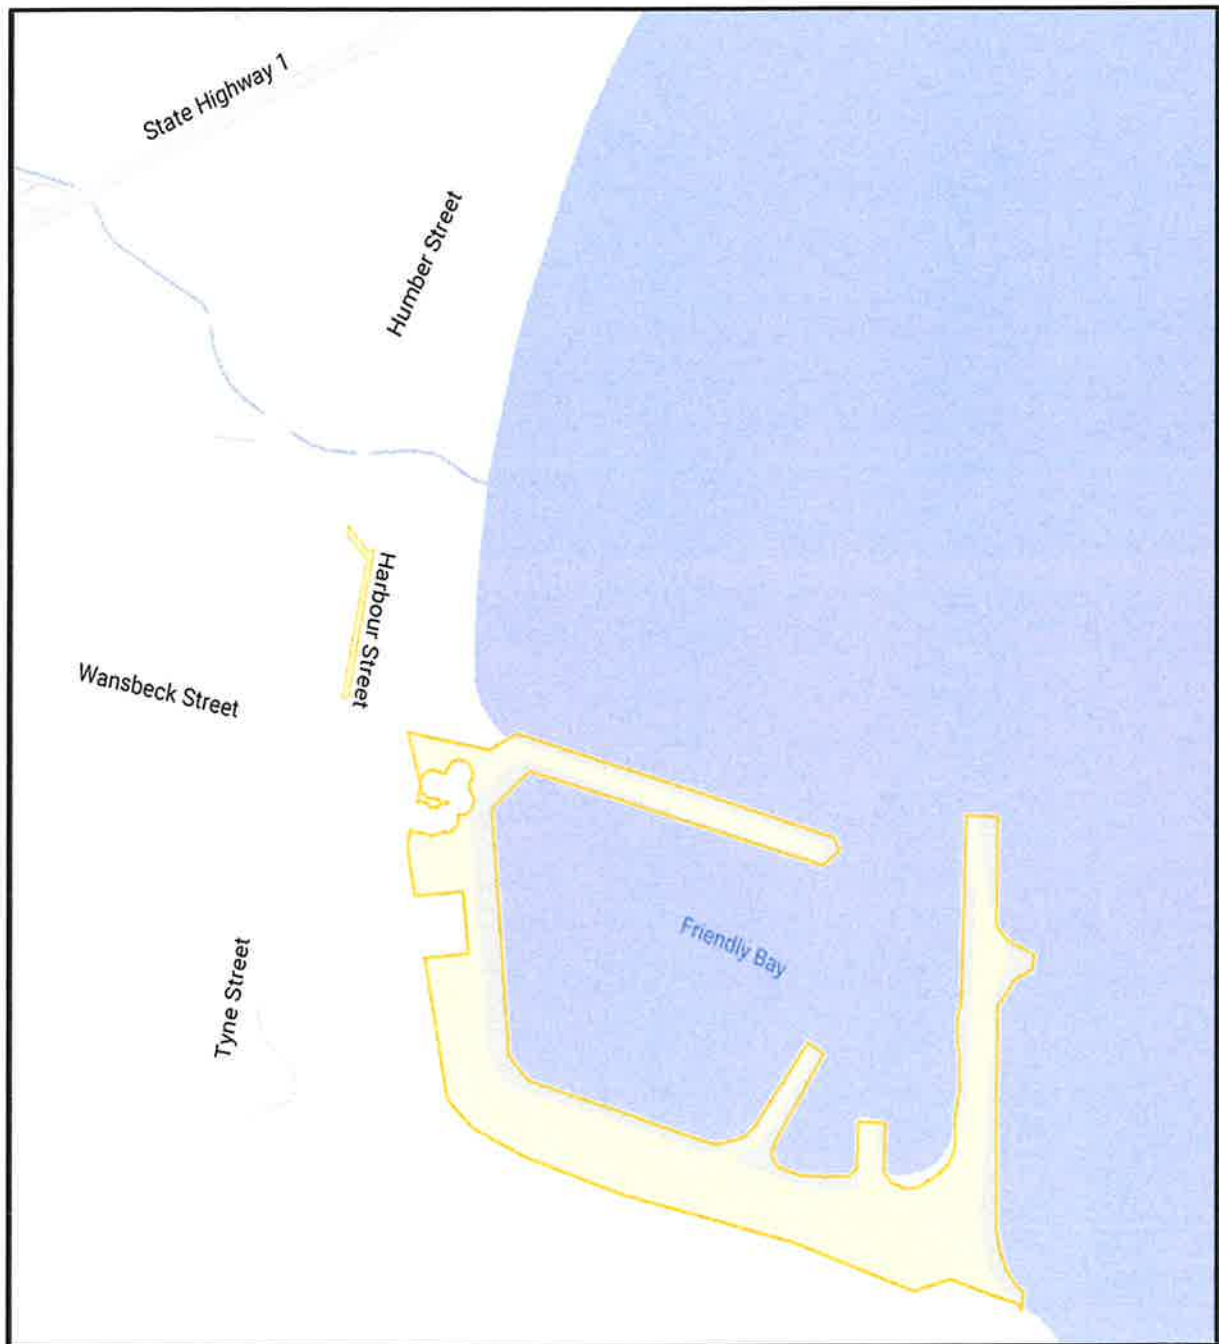 State Highway 1
Humber Street
Harbour Street
Wansbeck Street
Friendly Bay
Tyne Street